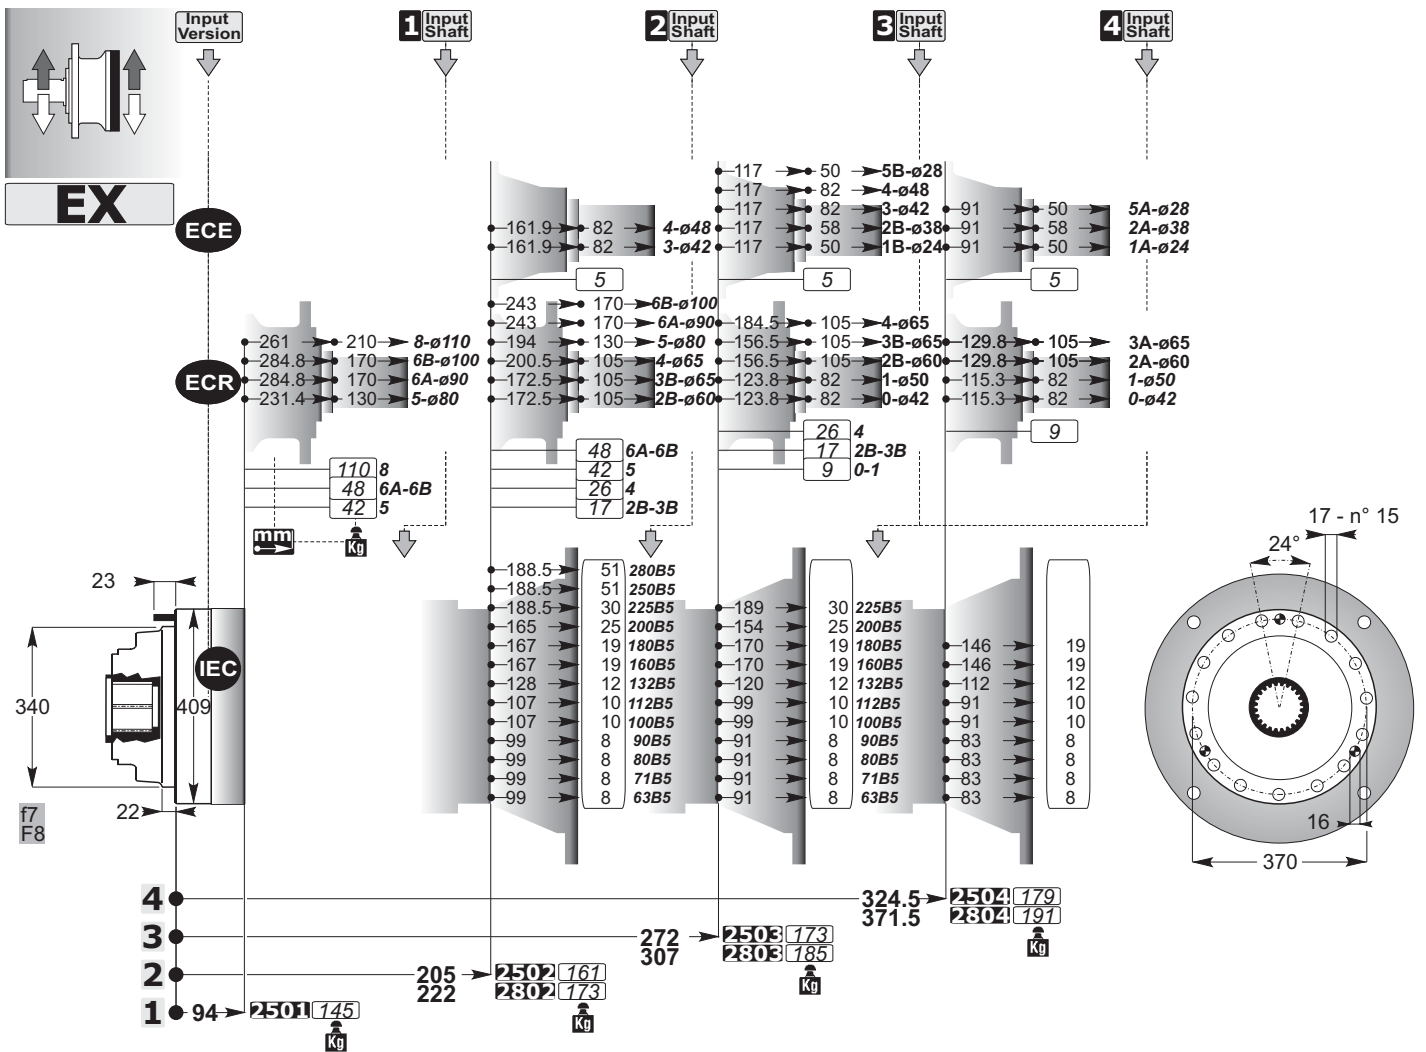 Input Version
1 Input Shaft
2 Input Shaft
3 Input Shaft
4 Input Shaft
EX
ECE
161.9 82 4-ø48
161.9 82 3-ø42
5
117 50 5B-ø28
117 82 4-ø48
117 82 3-ø42
117 58 2B-ø38
117 50 1B-ø24
5
91 50 5A-ø28
91 58 2A-ø38
91 50 1A-ø24
5
ECR
261 210 8-ø110
284.8 170 6B-ø100
284.8 170 6A-ø90
231.4 130 5-ø80
110 8
48 6A-6B
42 5
mm
Kg
243 170 6B-ø100
243 170 6A-ø90
194 130 5-ø80
200.5 105 4-ø65
172.5 105 3B-ø65
172.5 105 2B-ø60
48 6A-6B
42 5
26 4
17 2B-3B
184.5 105 4-ø65
156.5 105 3B-ø65
156.5 105 2B-ø60
123.8 82 1-ø50
123.8 82 0-ø42
26 4
17 2B-3B
9 0-1
129.8 105 3A-ø65
129.8 105 2A-ø60
115.3 82 1-ø50
115.3 82 0-ø42
9
IEC
23
340
409
22
f7
F8
188.5 51 280B5
188.5 51 250B5
188.5 30 225B5
165 25 200B5
167 19 180B5
167 19 160B5
128 12 132B5
107 10 112B5
107 10 100B5
99 8 90B5
99 8 80B5
99 8 71B5
99 8 63B5
189 30 225B5
154 25 200B5
170 19 180B5
170 19 160B5
120 12 132B5
99 10 112B5
99 10 100B5
91 8 90B5
91 8 80B5
91 8 71B5
91 8 63B5
146 19
146 19
112 12
91 10
91 10
83 8
83 8
83 8
83 8
17 - n° 15
24°
16
370
4 324.5 2504 179
371.5 2804 191
Kg
3 272 2503 173
307 2803 185
Kg
2 205 2502 161
222 2802 173
Kg
1 94 2501 145
Kg